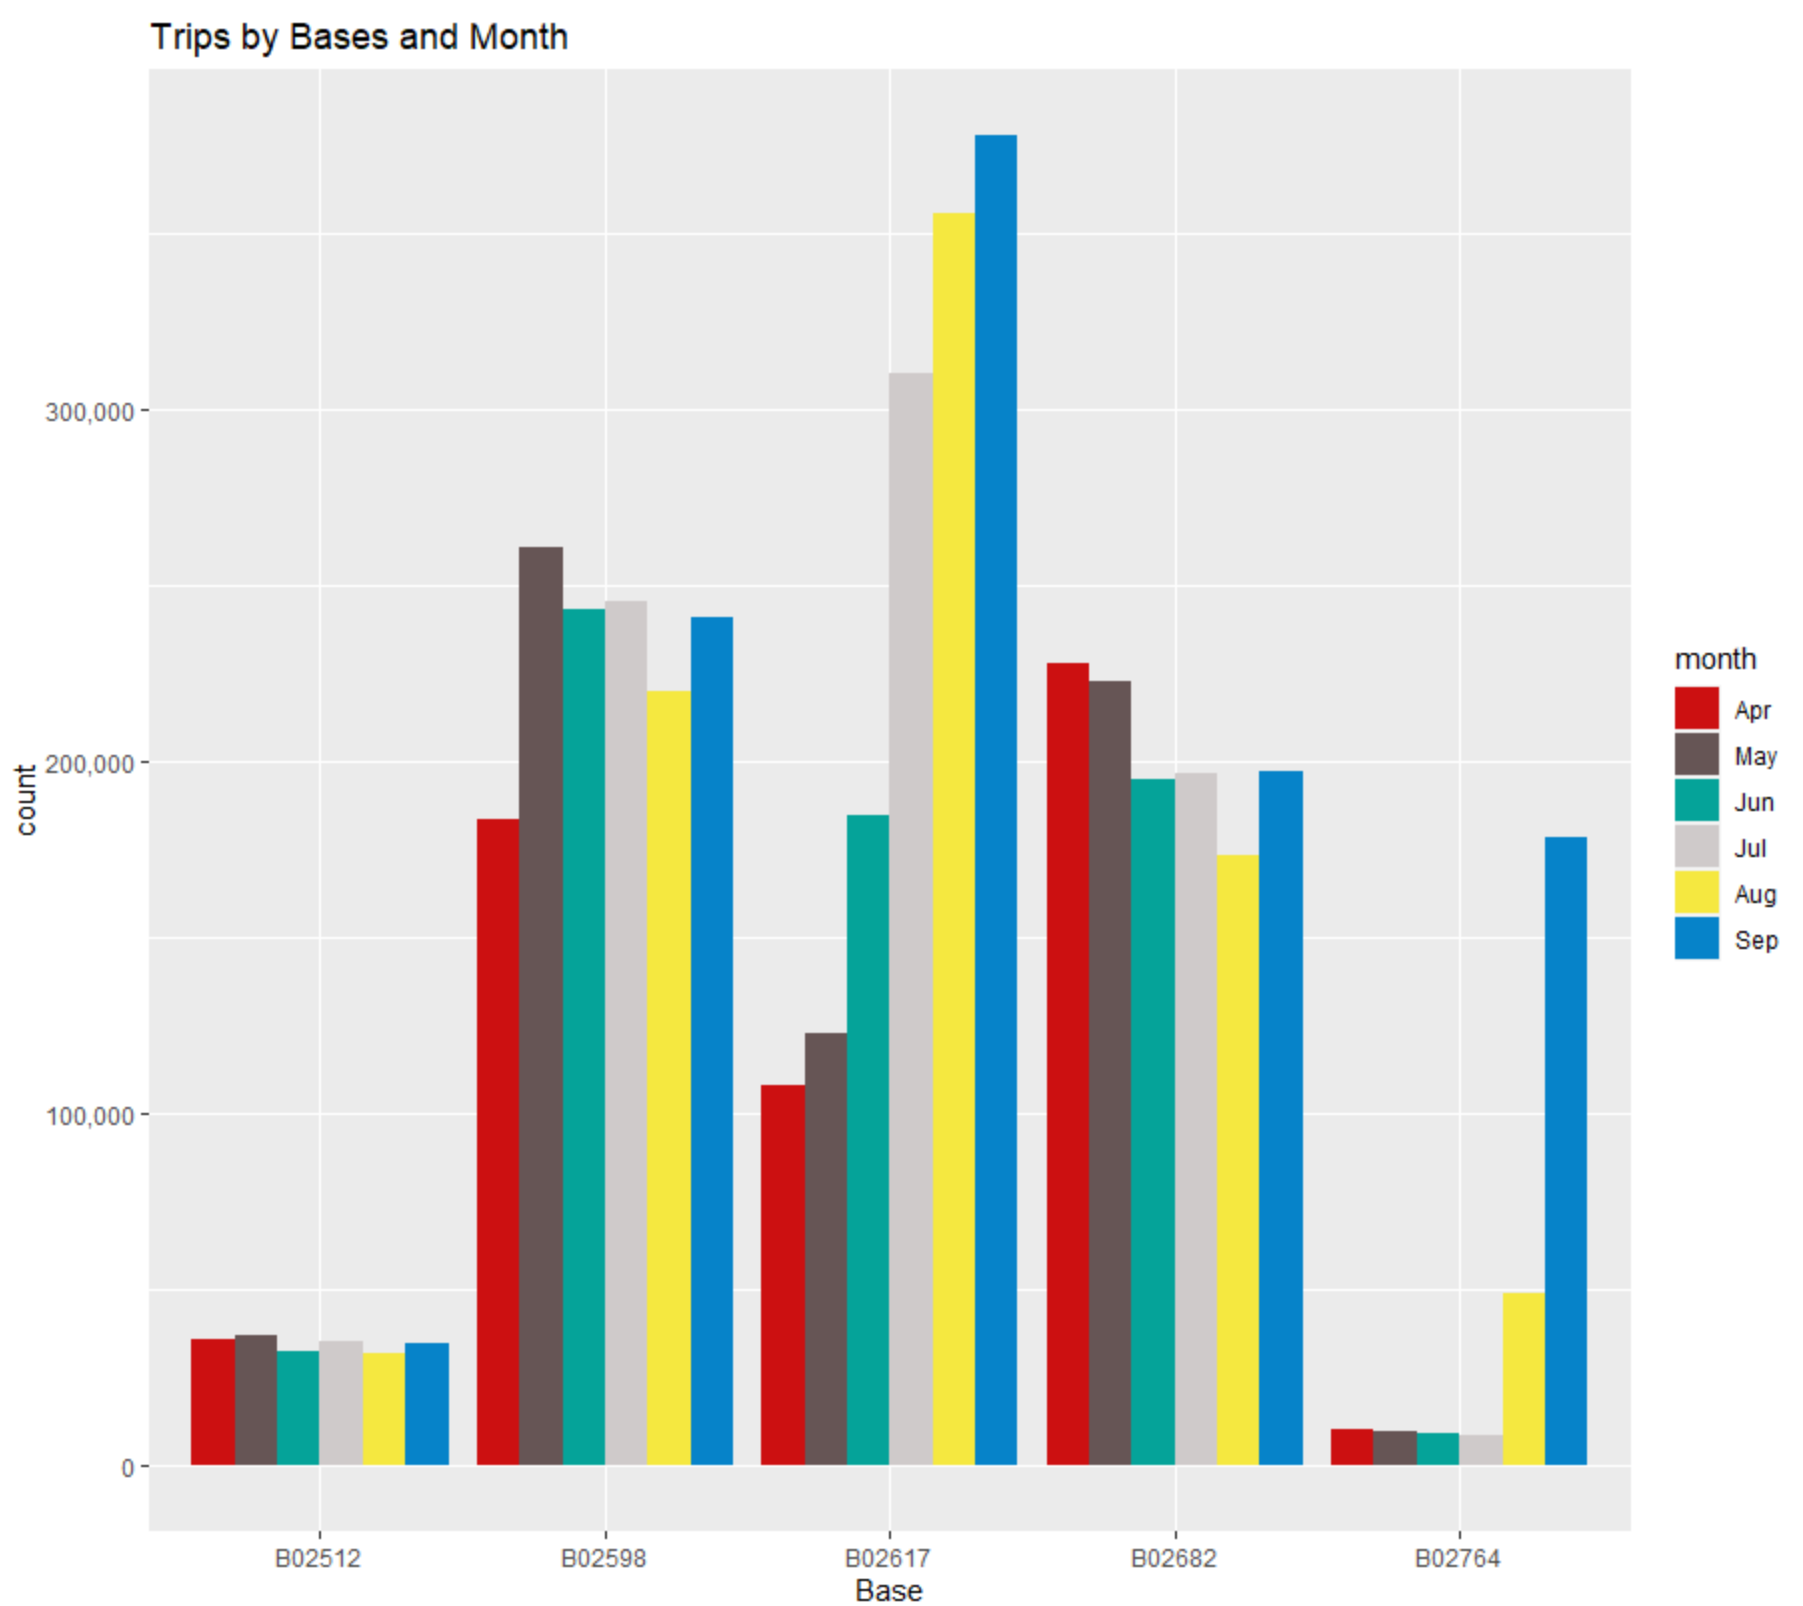 Trips by Bases and Month
count
300,000
200,000
100,000
0
B02512 B02598 B02617 B02682 B02764
Base
month
Apr
May
Jun
Jul
Aug
Sep